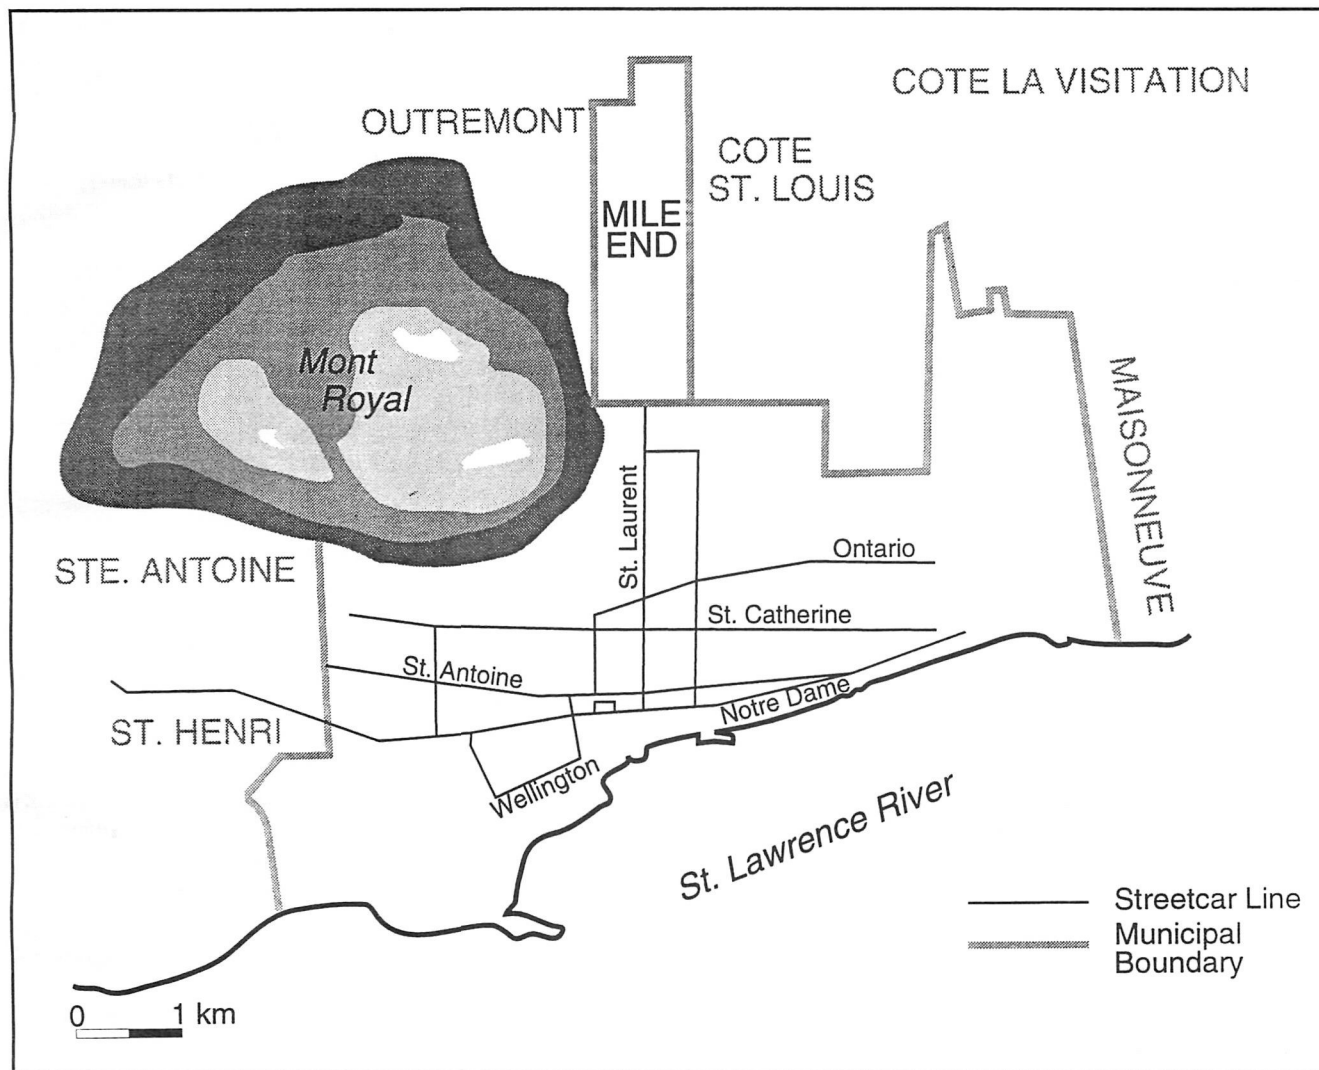 COTE LA VISITATION
OUTREMONT
COTE
ST. LOUIS
MILE
END
Mont
Royal
MAISONNEUVE
St. Laurent
Ontario
STE. ANTOINE
St. Catherine
St. Antoine
Notre Dame
ST. HENRI
Wellington
St. Lawrence River
Streetcar Line
Municipal
Boundary
0 1 km